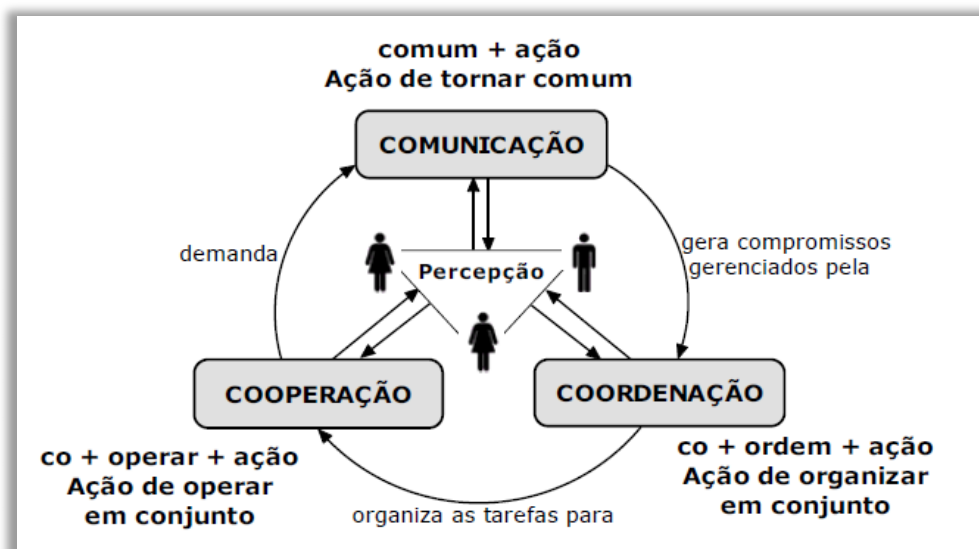 comum + ação
Ação de tornar comum
COMUNICAÇÃO
demanda
gera compromissos
gerenciados pela
Percepção
COOPERAÇÃO
COORDENAÇÃO
co + operar + ação
Ação de operar
em conjunto
co + ordem + ação
Ação de organizar
em conjunto
organiza as tarefas para